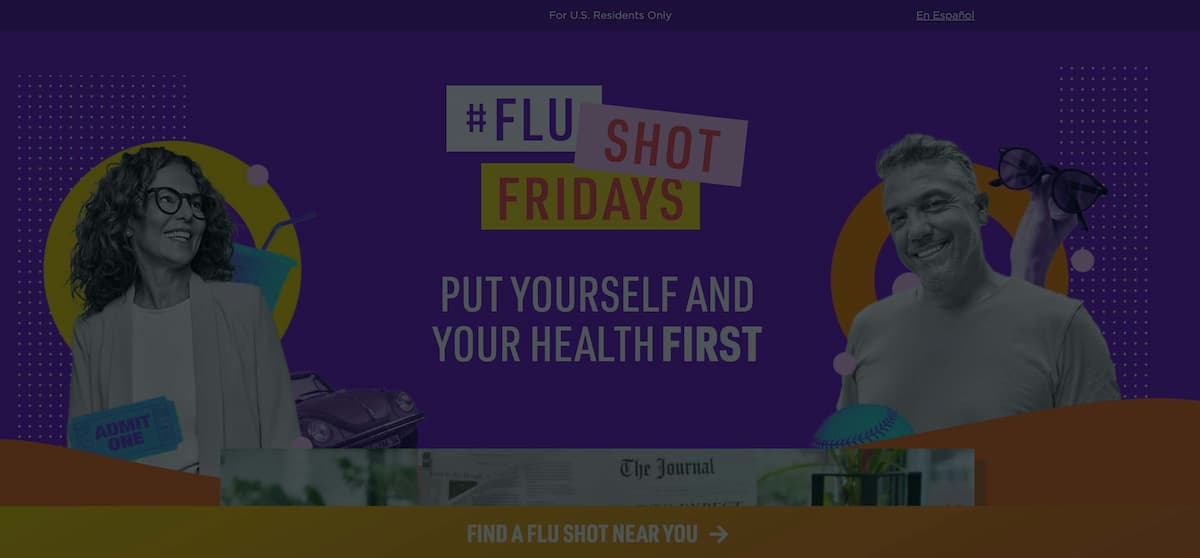 For U.S. Residents Only
En Español
#FLU
SHOT
FRIDAYS
PUT YOURSELF AND
YOUR HEALTH FIRST
ADMIT
ONE
The Journal
FIND A FLU SHOT NEAR YOU →